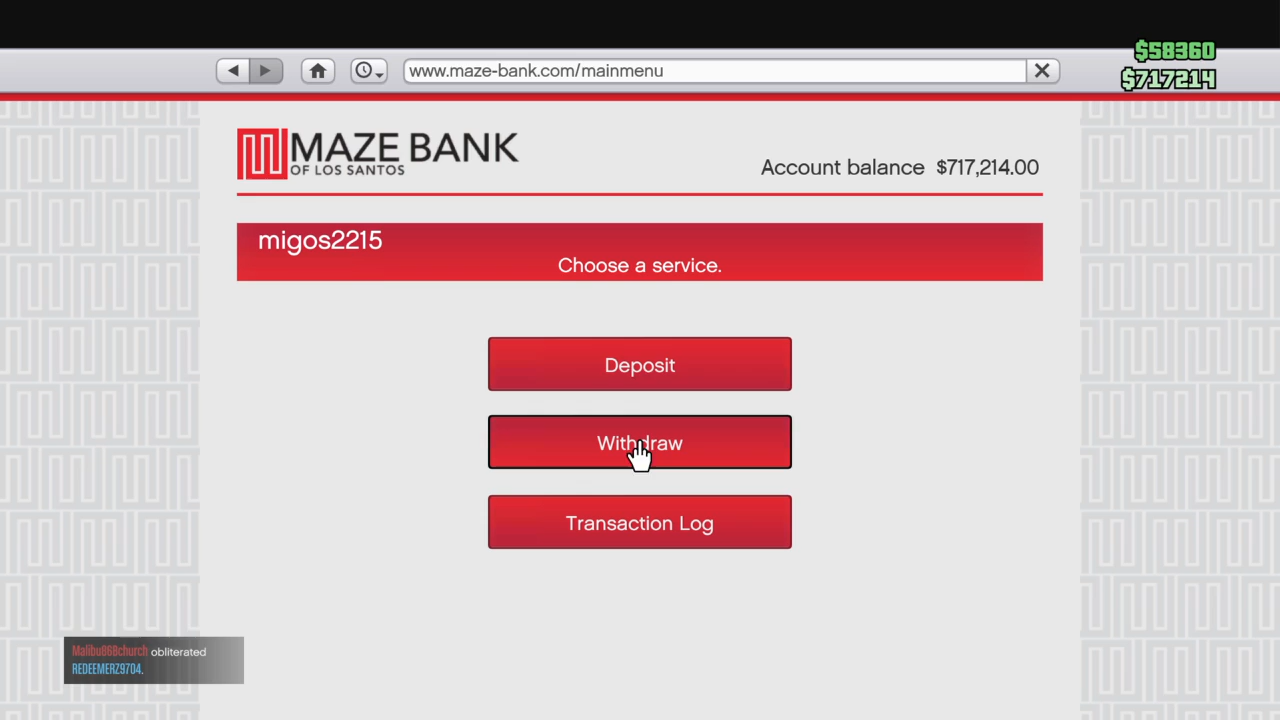 $58360
www.maze-bank.com/mainmenu
$717214
MAZE BANK
OF LOS SANTOS
Account balance $717,214.00
migos2215
Choose a service.
Deposit
Withdraw
Transaction Log
Malibu66Bchurch obliterated
REDEEMERZ9704.